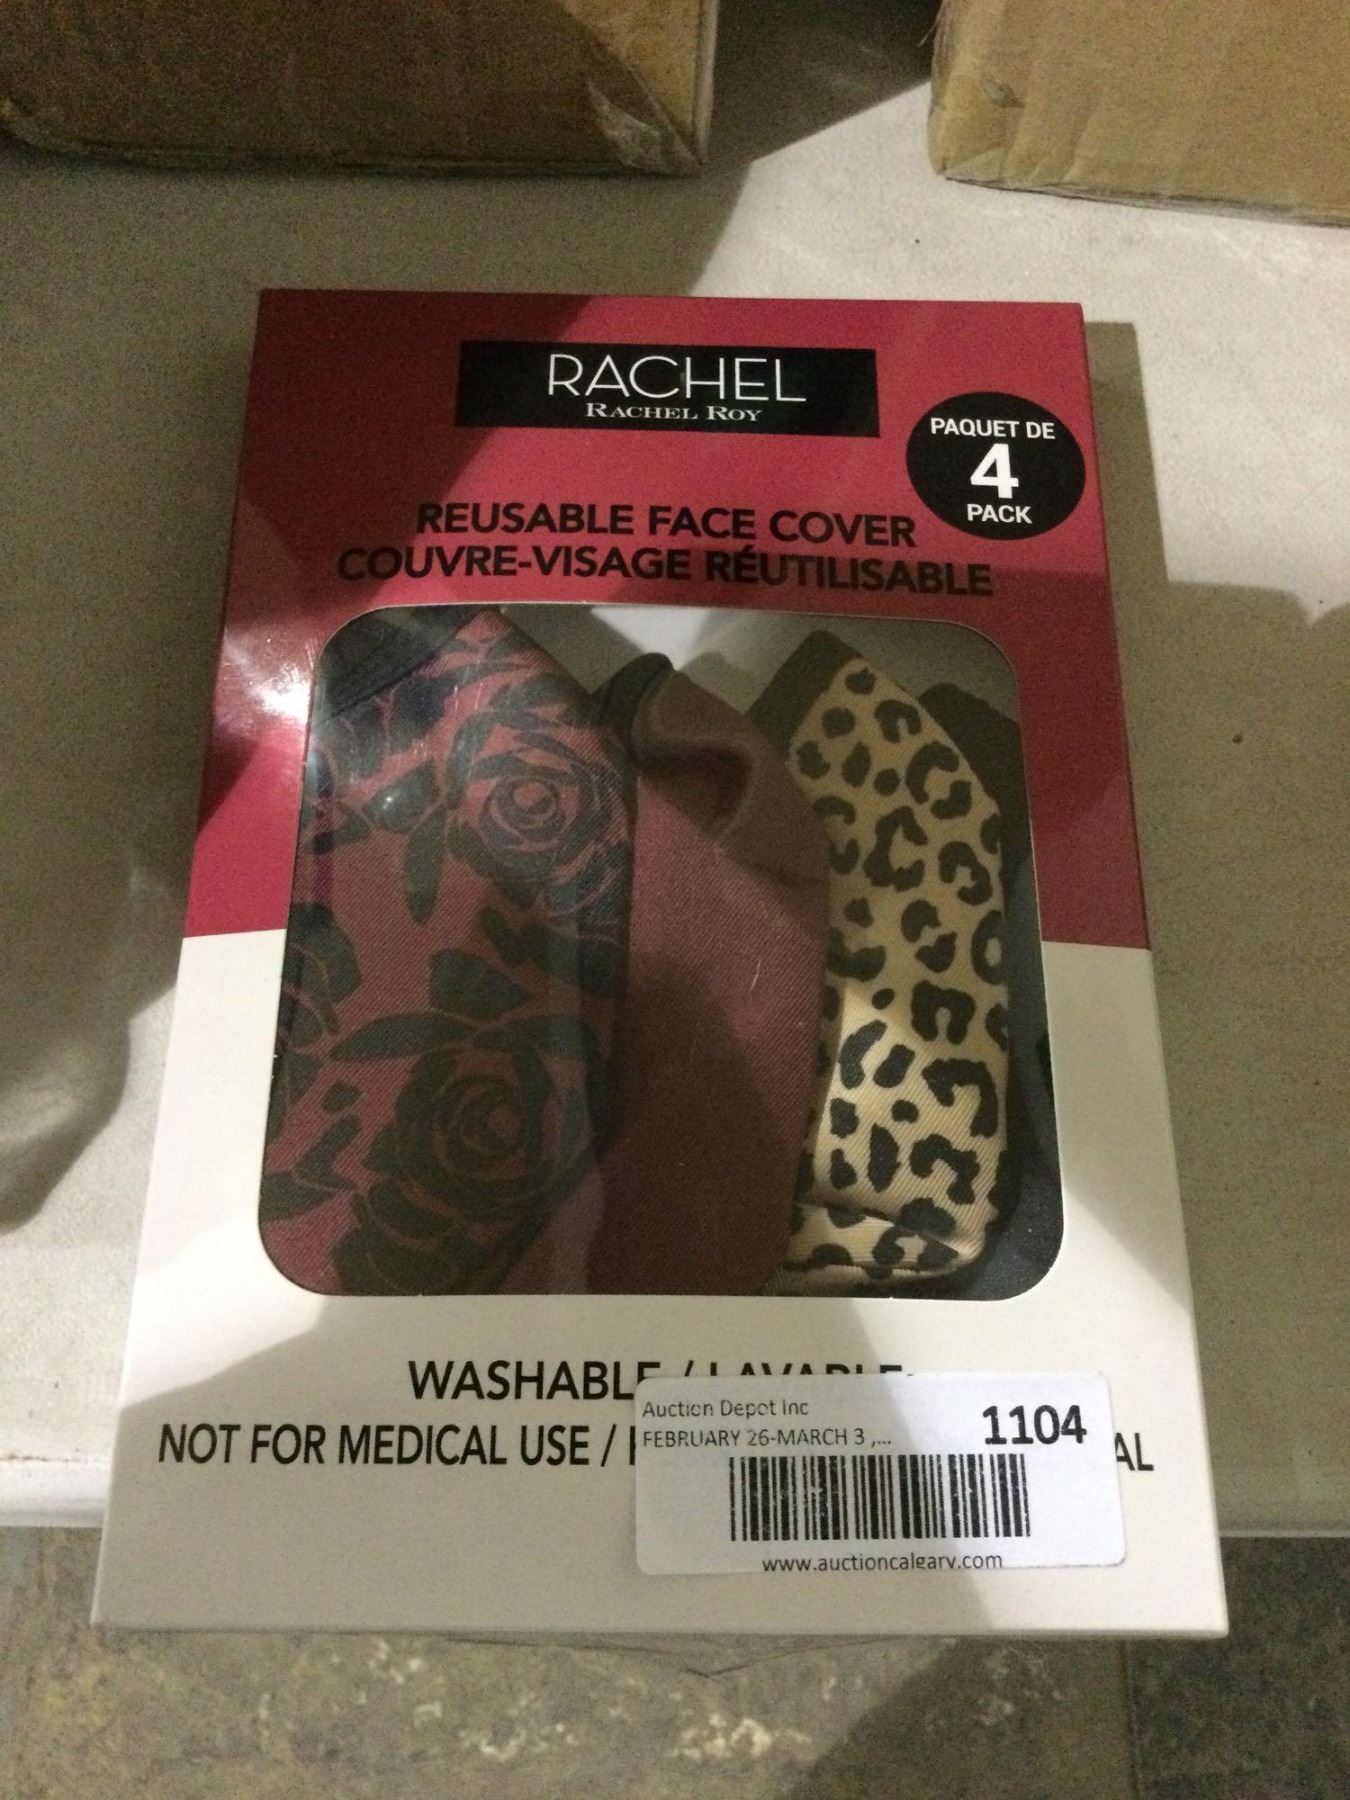 RACHEL
RACHEL ROY
PAQUET DE
4
PACK
REUSABLE FACE COVER
COUVRE-VISAGE RÉUTILISABLE
WASHABLE / LAVABLE
NOT FOR MEDICAL USE /
Auction Depot Inc
1104
FEBRUARY 26-MARCH 3 ,...
www.auctioncalgary.com